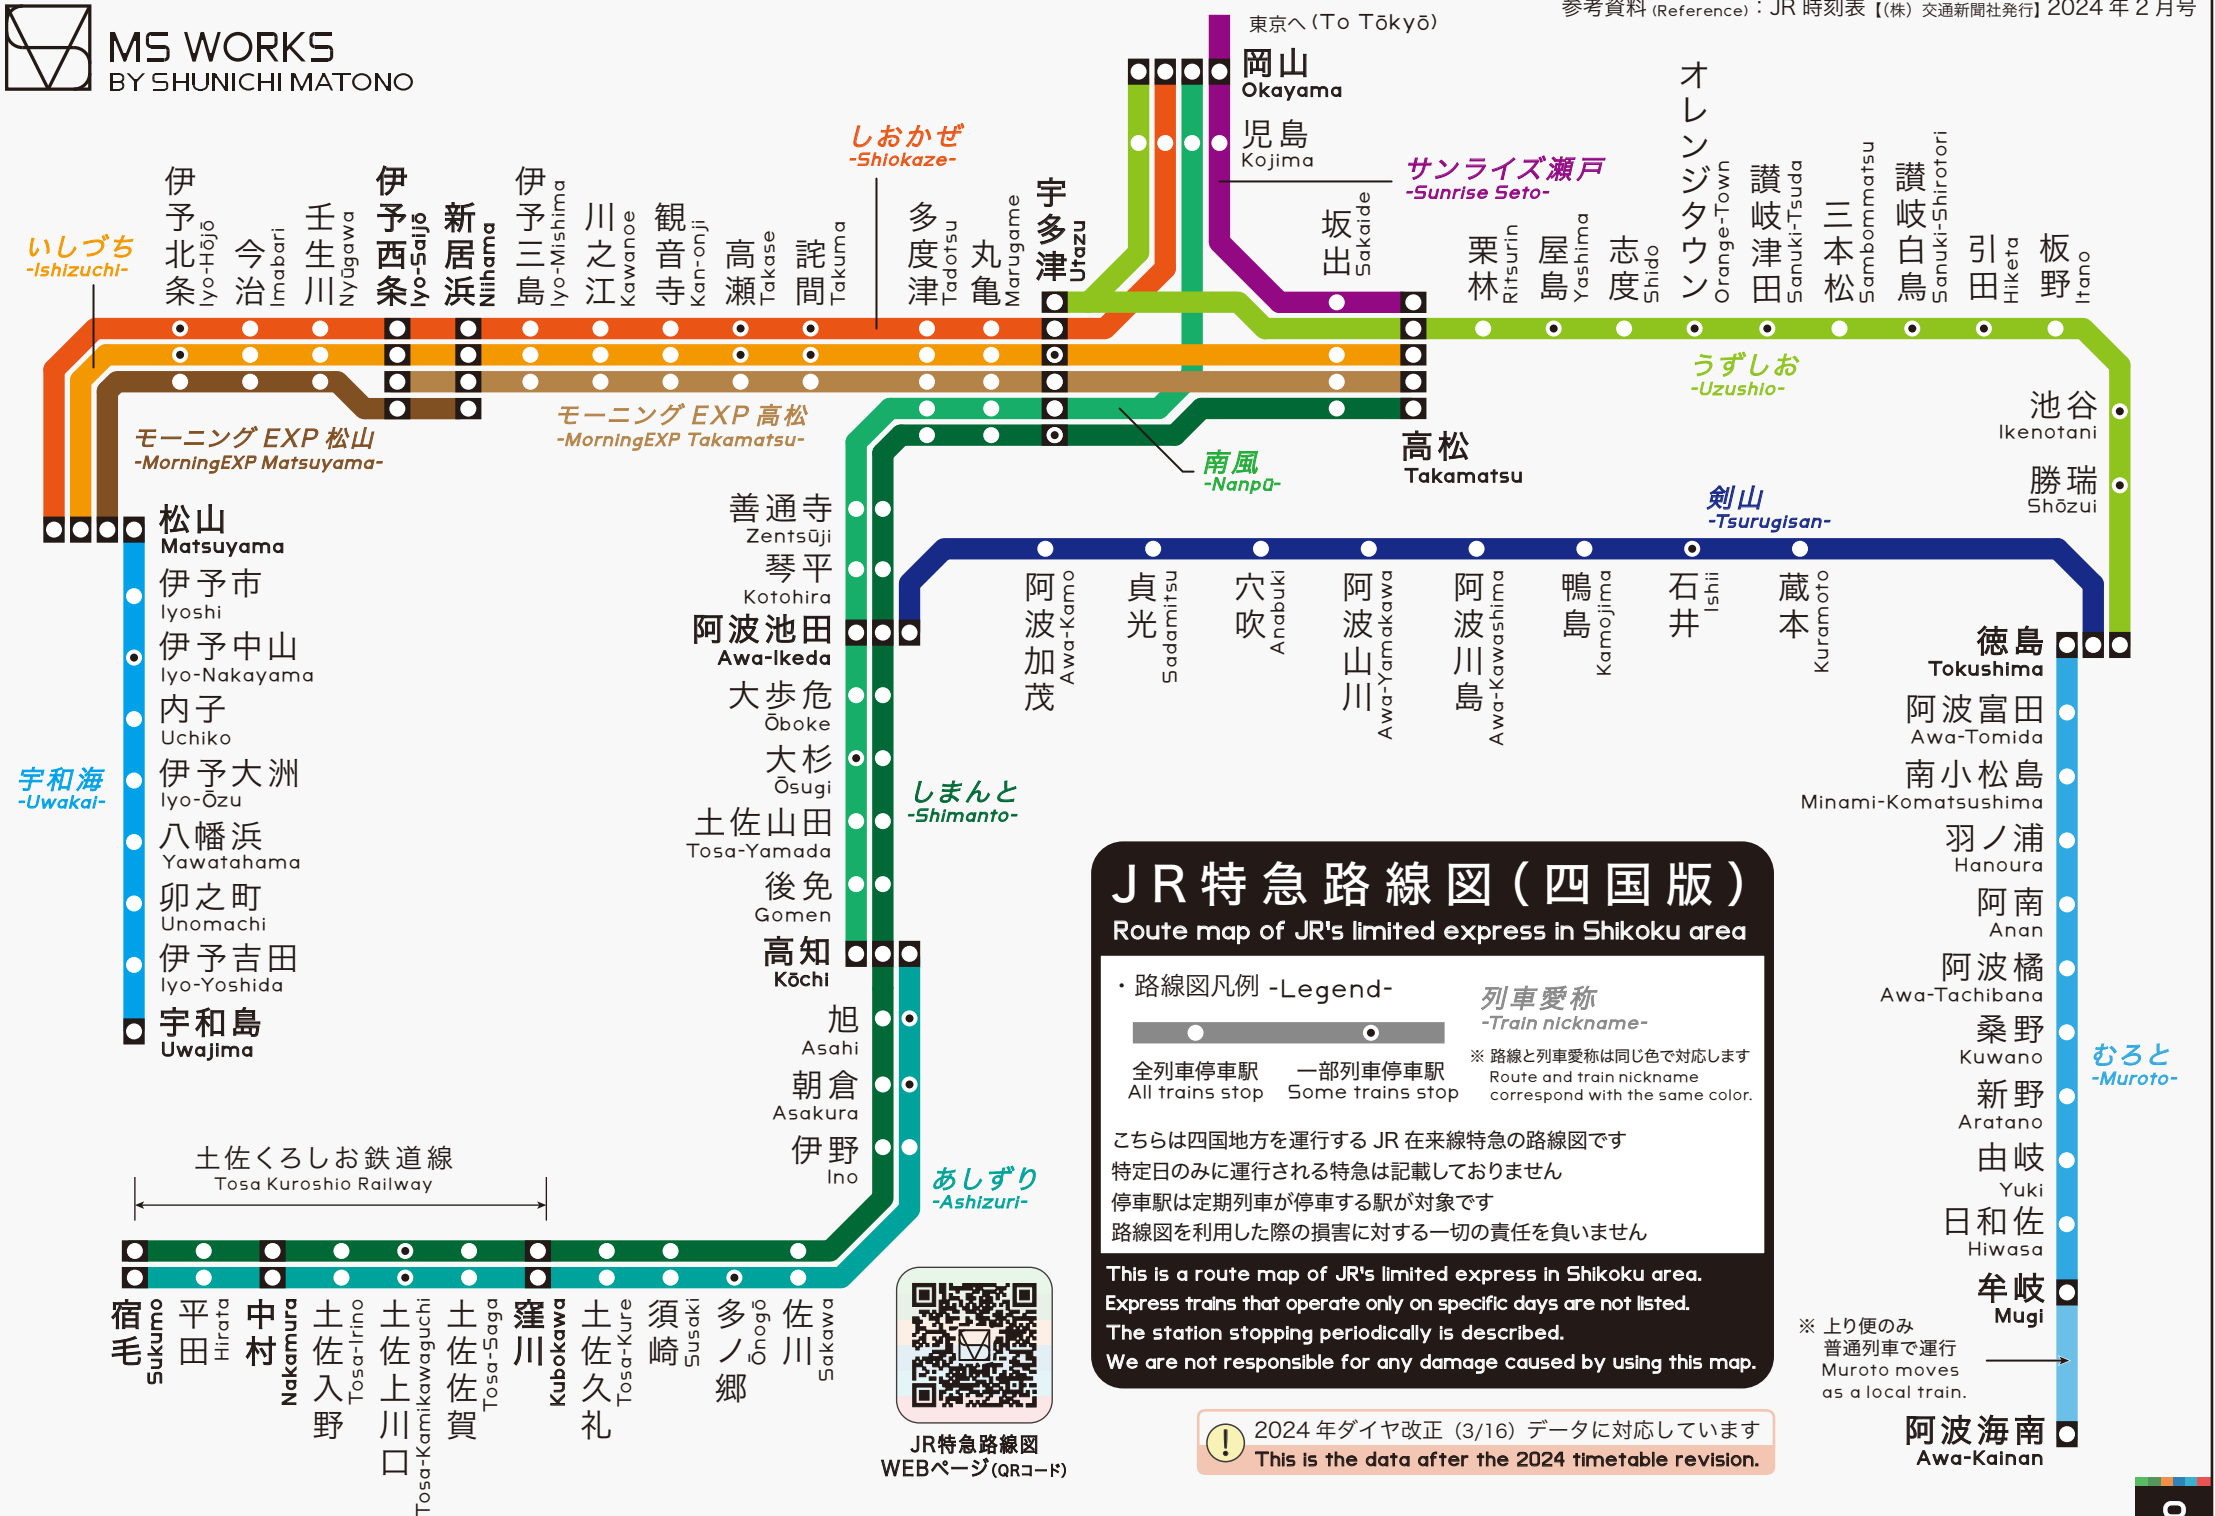 MS WORKS
BY SHUNICHI MATONO
参考資料 (Reference)：JR 時刻表【(株) 交通新聞社発行】2024 年 2 月号
東京へ (To Tōkyō)
岡山
Okayama
児島
Kojima
しおかぜ
-Shiokaze-
サンライズ瀬戸
-Sunrise Seto-
いしづち
-Ishizuchi-
伊予北条
Iyo-Hōjō
今治
Imabari
壬生川
Nyūgawa
伊予西条
Iyo-Saijō
新居浜
Niihama
伊予三島
Iyo-Mishima
川之江
Kawanoe
観音寺
Kan-onji
高瀬
Takase
詫間
Takuma
多度津
Tadotsu
丸亀
Marugame
宇多津
Utazu
坂出
Sakaide
栗林
Ritsurin
屋島
Yashima
志度
Shido
オレンジタウン
Orange-Town
讃岐津田
Sanuki-Tsuda
三本松
Sambommatsu
讃岐白鳥
Sanuki-Shirotori
引田
Hiketa
板野
Itano
うずしお
-Uzushio-
池谷
Ikenotani
勝瑞
Shōzui
モーニング EXP 松山
-MorningEXP Matsuyama-
モーニング EXP 高松
-MorningEXP Takamatsu-
南風
-Nanpū-
高松
Takamatsu
剣山
-Tsurugisan-
松山
Matsuyama
伊予市
Iyoshi
伊予中山
Iyo-Nakayama
内子
Uchiko
伊予大洲
Iyo-Ōzu
八幡浜
Yawatahama
卯之町
Unomachi
伊予吉田
Iyo-Yoshida
宇和島
Uwajima
宇和海
-Uwakai-
善通寺
Zentsūji
琴平
Kotohira
阿波池田
Awa-Ikeda
大歩危
Ōboke
大杉
Ōsugi
土佐山田
Tosa-Yamada
後免
Gomen
高知
Kōchi
旭
Asahi
朝倉
Asakura
伊野
Ino
しまんと
-Shimanto-
あしずり
-Ashizuri-
阿波加茂
Awa-Kamo
貞光
Sadamitsu
穴吹
Anabuki
阿波山川
Awa-Yamakawa
阿波川島
Awa-Kawashima
鴨島
Kamojima
石井
Ishii
蔵本
Kuramoto
徳島
Tokushima
阿波富田
Awa-Tomida
南小松島
Minami-Komatsushima
羽ノ浦
Hanoura
阿南
Anan
阿波橘
Awa-Tachibana
桑野
Kuwano
新野
Aratano
由岐
Yuki
日和佐
Hiwasa
牟岐
Mugi
阿波海南
Awa-Kainan
むろと
-Muroto-
※ 上り便のみ
普通列車で運行
Muroto moves
as a local train.
土佐くろしお鉄道線
Tosa Kuroshio Railway
宿毛
Sukumo
平田
Hirata
中村
Nakamura
土佐入野
Tosa-Irino
土佐上川口
Tosa-Kamikawaguchi
土佐佐賀
Tosa-Saga
窪川
Kubokawa
土佐久礼
Tosa-Kure
須崎
Susaki
多ノ郷
Ōnogō
佐川
Sakawa
JR特急路線図
WEBページ(QRコード)
JR特急路線図(四国版)
Route map of JR's limited express in Shikoku area
・路線図凡例 -Legend-
列車愛称
-Train nickname-
全列車停車駅
All trains stop
一部列車停車駅
Some trains stop
※ 路線と列車愛称は同じ色で対応します
Route and train nickname
correspond with the same color.
こちらは四国地方を運行する JR 在来線特急の路線図です
特定日のみに運行される特急は記載しておりません
停車駅は定期列車が停車する駅が対象です
路線図を利用した際の損害に対する一切の責任を負いません
This is a route map of JR's limited express in Shikoku area.
Express trains that operate only on specific days are not listed.
The station stopping periodically is described.
We are not responsible for any damage caused by using this map.
! 2024 年ダイヤ改正（3/16）データに対応しています
This is the data after the 2024 timetable revision.